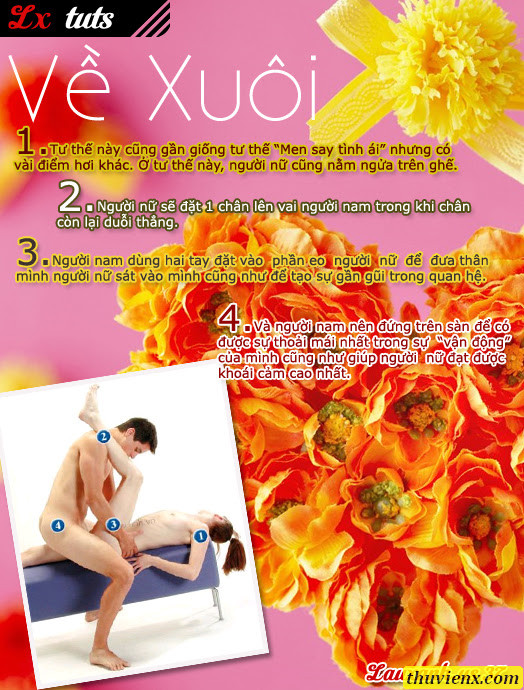 Lx tuts
Về Xuôi
1. Tư thế này cũng gần giống tư thế “Men say tình ái” nhưng có
vài điểm hơi khác. Ở tư thế này, người nữ cũng nằm ngửa trên ghế.
2. Người nữ sẽ đặt 1 chân lên vai người nam trong khi chân
còn lại duỗi thẳng.
3. Người nam dùng hai tay đặt vào phần eo người nữ để đưa thân
mình người nữ sát vào mình cũng như để tạo sự gần gũi trong quan hệ.
4. Và người nam nên đứng trên sàn để có
được sự thoải mái nhất trong sự “vận động”
của mình cũng như giúp người nữ đạt được
khoái cảm cao nhất.
2
4
3
1
thuvienx.com